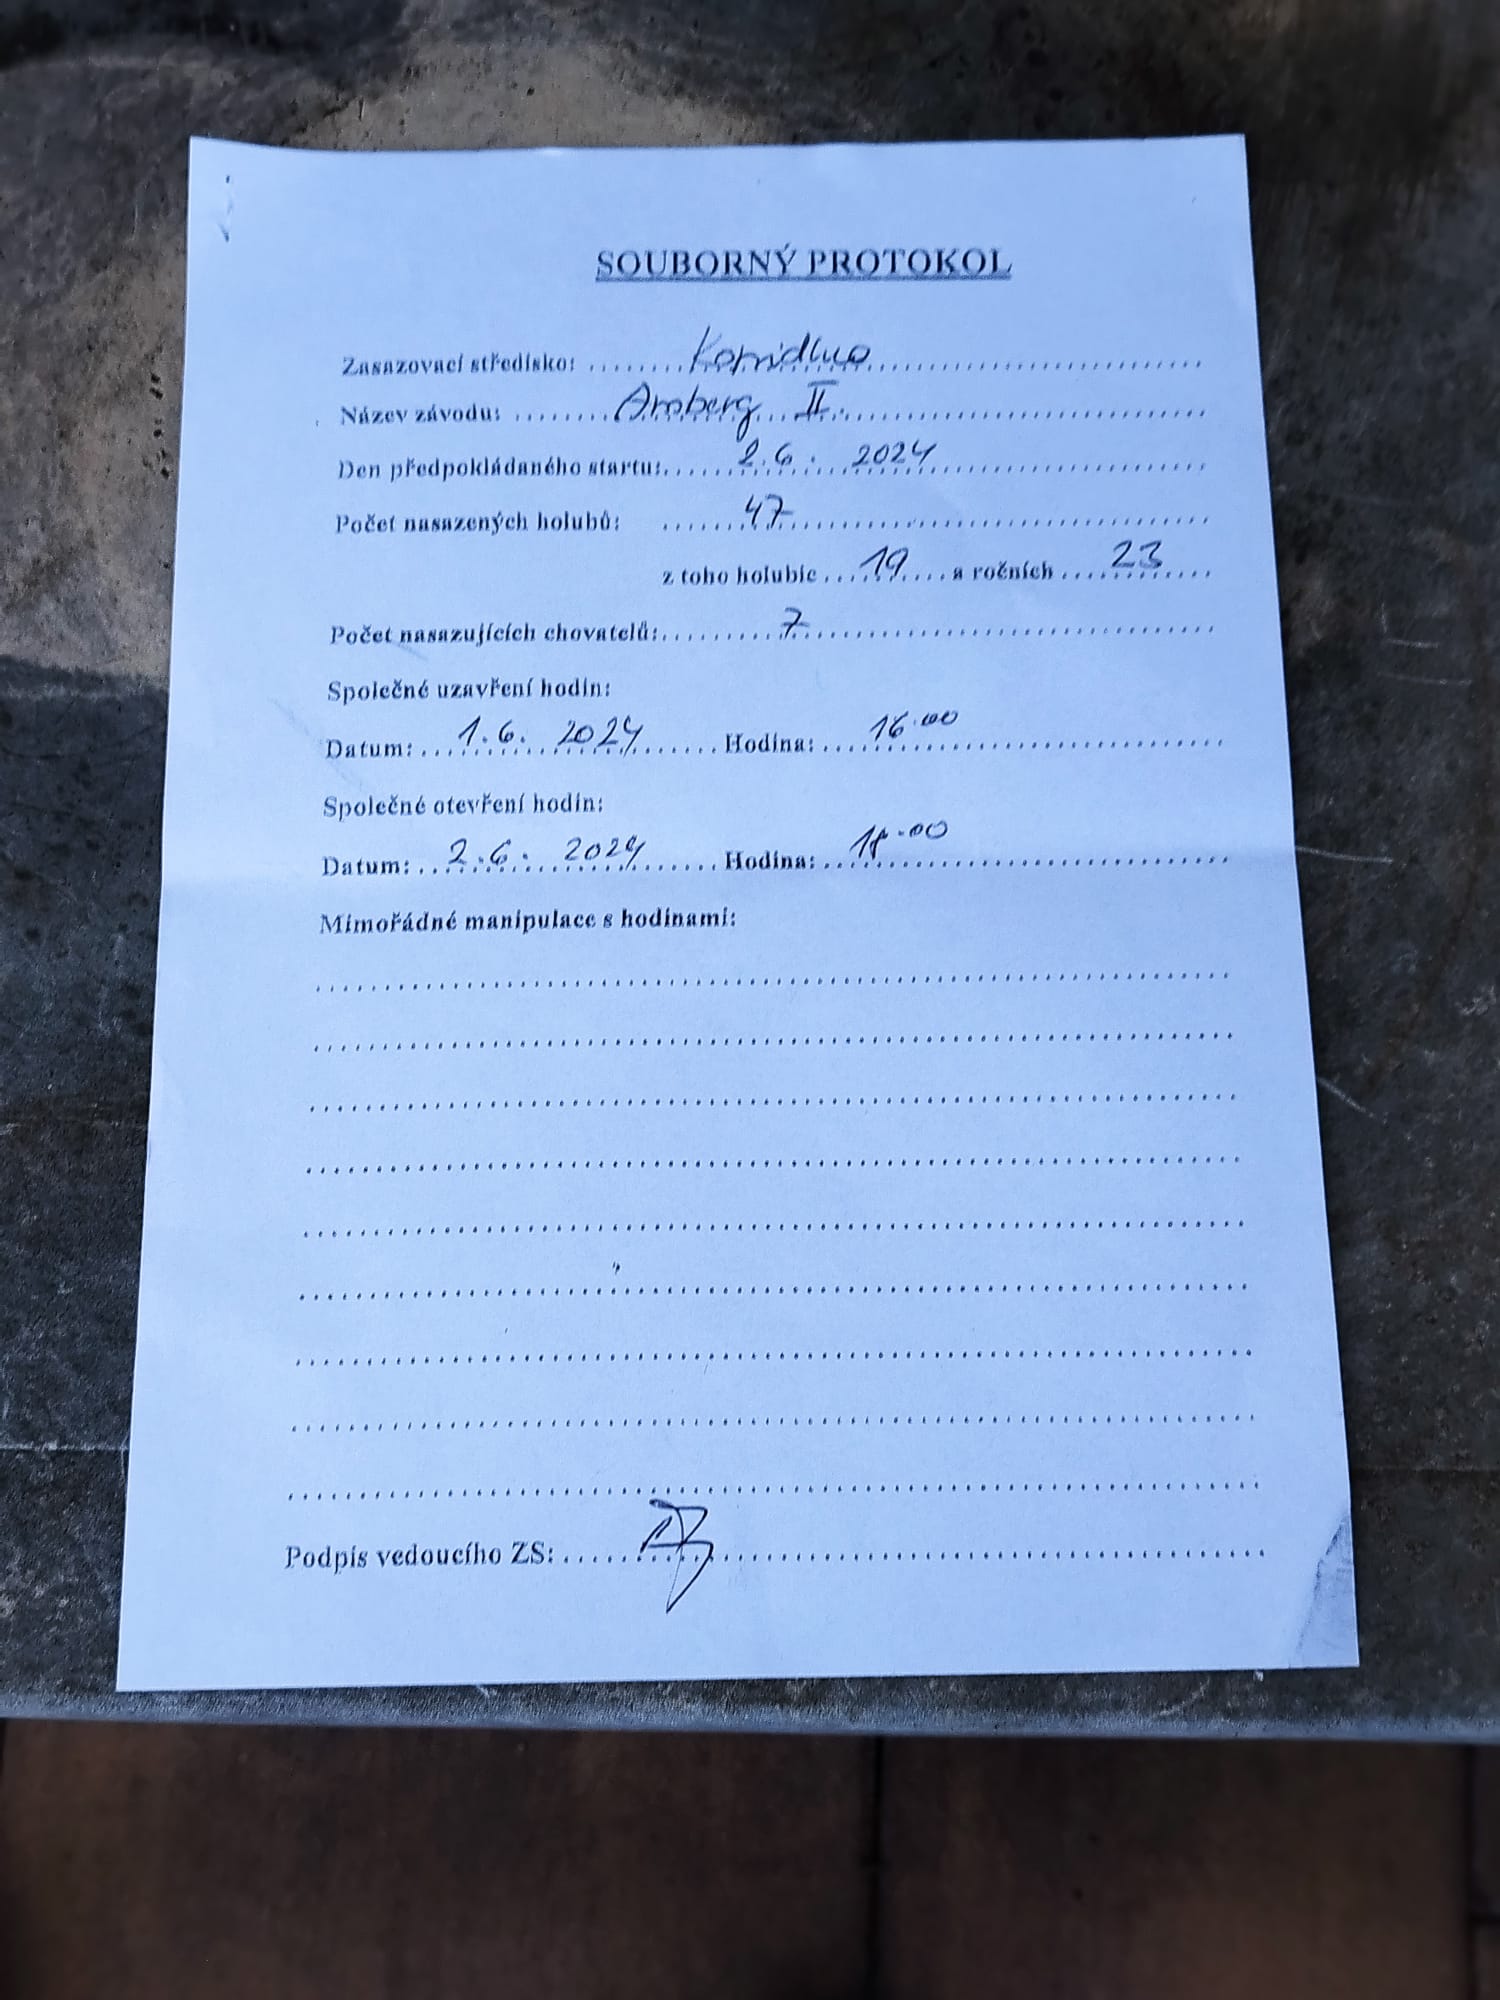 SOUBORNÝ PROTOKOL
Zasazovací středisko: Komidluo
Název závodu: Arnberg II.
Den předpokládaného startu: 2.6. 2024
Počet nasazených holubů: 47
z toho holubic 19 a ročních 23
Počet nasazujících chovatelů: 7
Společné uzavření hodin:
Datum: 1.6. 2024 Hodina: 16.00
Společné otevření hodin:
Datum: 2.6. 2024 Hodina: .00
Mimořádné manipulace s hodinami:
Podpis vedoucího ZS: